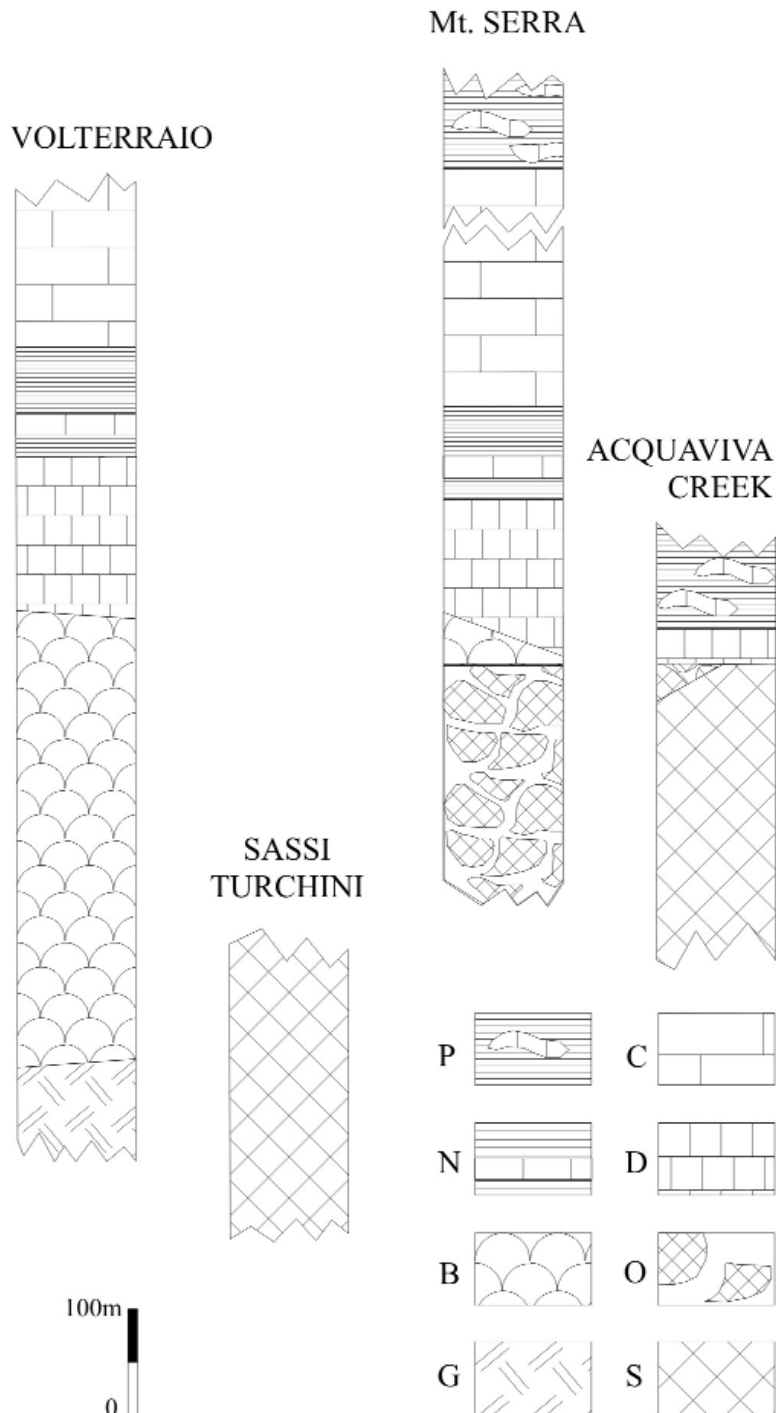 Mt. SERRA
VOLTERRAIO
ACQUAVIVA
CREEK
SASSI
TURCHINI
P
C
N
D
B
O
100m
G
S
0